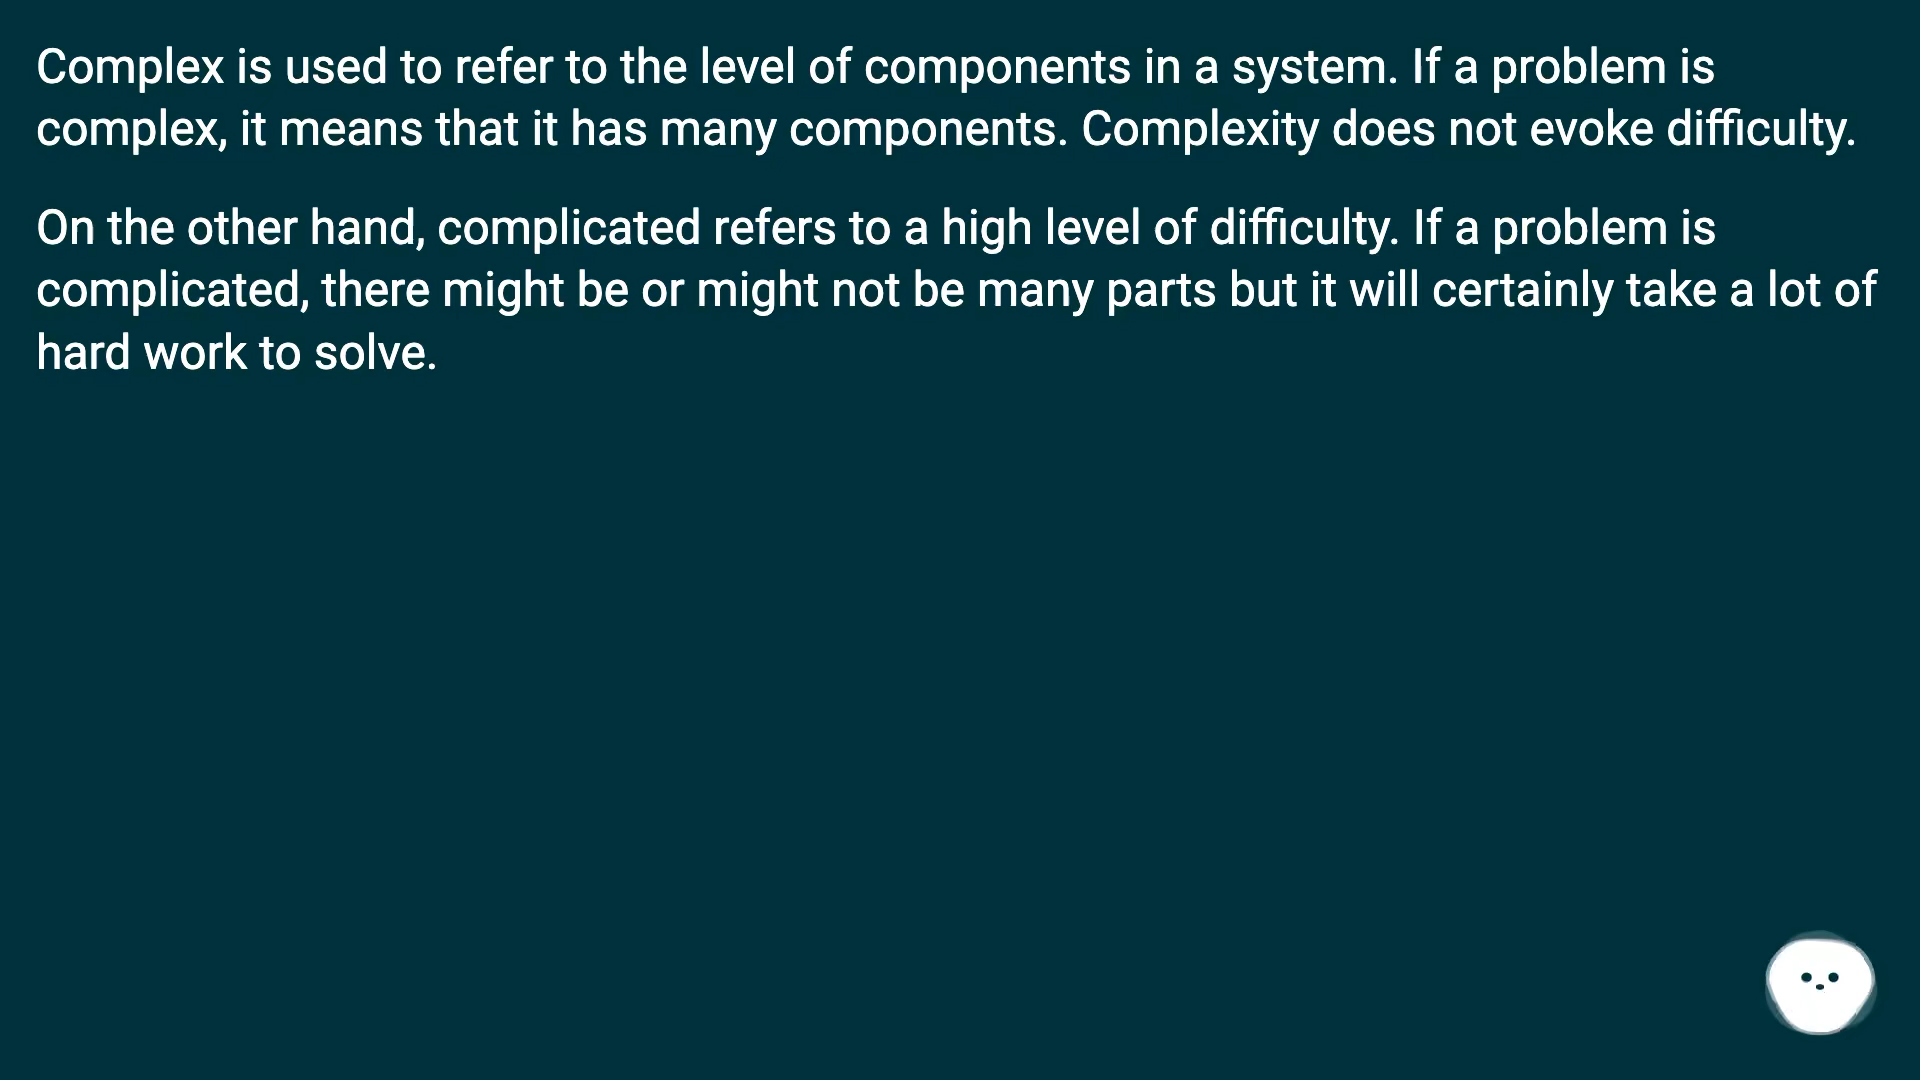 Complex is used to refer to the level of components in a system. If a problem is
complex, it means that it has many components. Complexity does not evoke difficulty.
On the other hand, complicated refers to a high level of difficulty. If a problem is
complicated, there might be or might not be many parts but it will certainly take a lot of
hard work to solve.